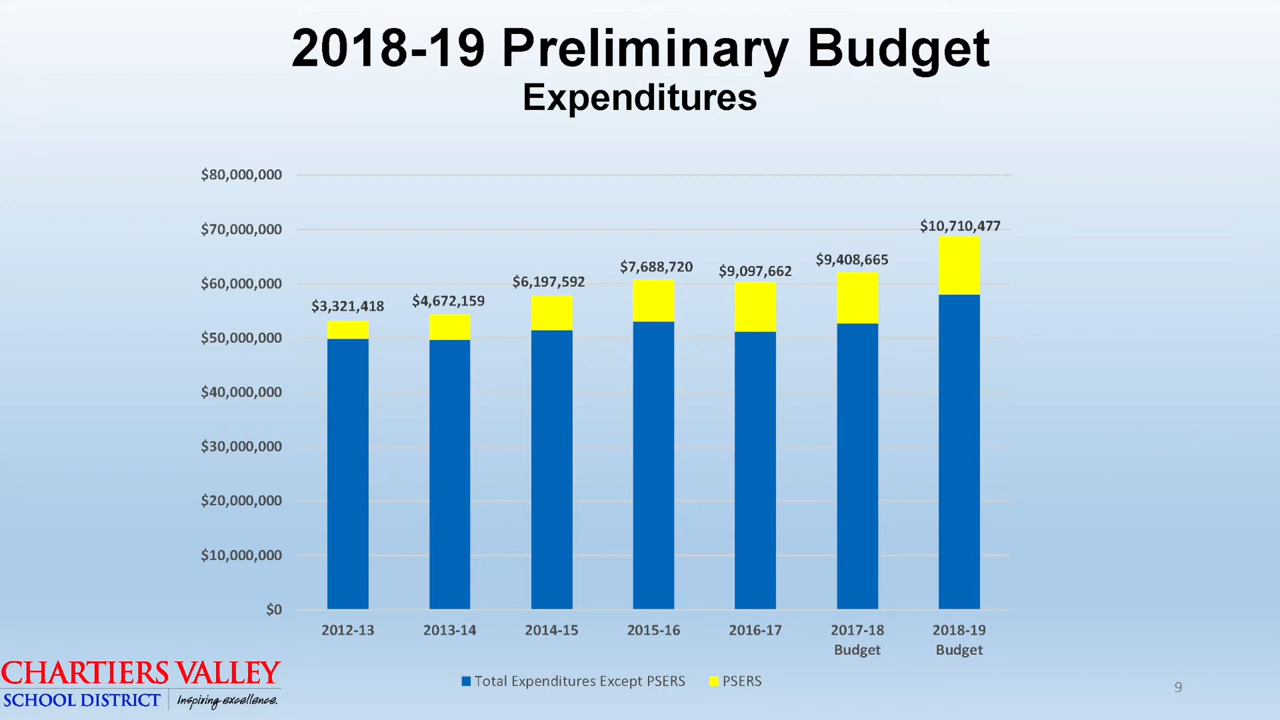 2018-19 Preliminary Budget
Expenditures
$80,000,000
$70,000,000
$60,000,000
$50,000,000
$40,000,000
$30,000,000
$20,000,000
$10,000,000
$0
$3,321,418
$4,672,159
$6,197,592
$7,688,720
$9,097,662
$9,408,665
$10,710,477
2012-13
2013-14
2014-15
2015-16
2016-17
2017-18
Budget
2018-19
Budget
Total Expenditures Except PSERS
PSERS
CHARTIERS VALLEY
SCHOOL DISTRICT
Inspiring excellence.
9